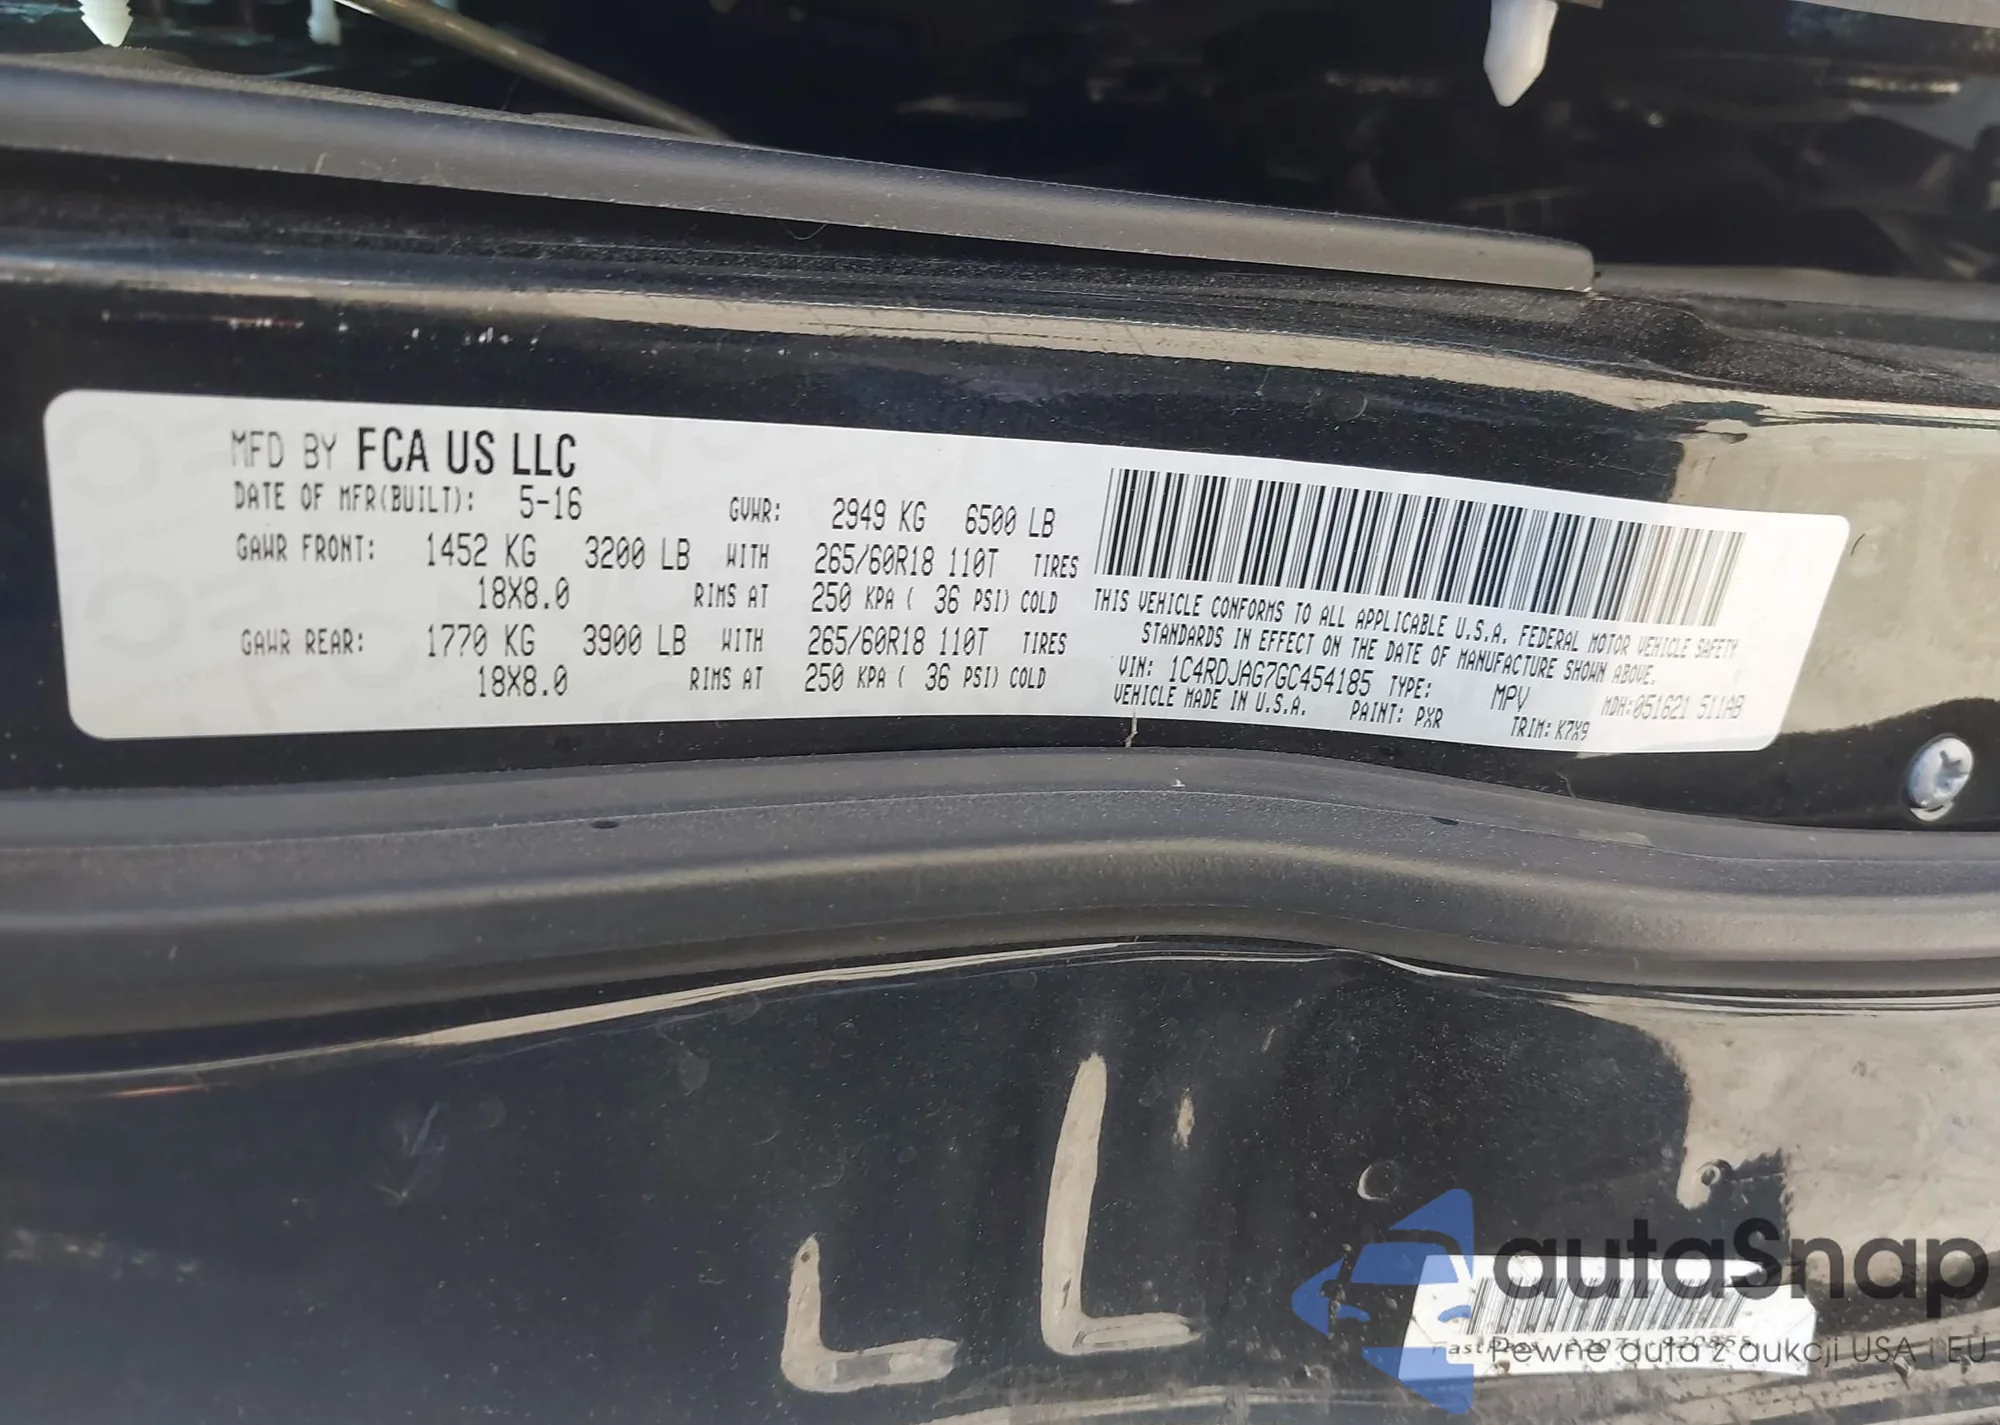 MFD BY FCA US LLC
DATE OF MFR(BUILT): 5-16 GVWR: 2949 KG 6500 LB
GAWR FRONT: 1452 KG 3200 LB WITH 265/60R18 110T TIRES
18X8.0 RIMS AT 250 KPA ( 36 PSI) COLD
GAWR REAR: 1770 KG 3900 LB WITH 265/60R18 110T TIRES
18X8.0 RIMS AT 250 KPA ( 36 PSI) COLD
THIS VEHICLE CONFORMS TO ALL APPLICABLE U.S.A. FEDERAL MOTOR VEHICLE SAFETY
STANDARDS IN EFFECT ON THE DATE OF MANUFACTURE SHOWN ABOVE.
VIN: 1C4RDJAG7GC454185 TYPE: MPV MDH:051621 511AB
VEHICLE MADE IN U.S.A. PAINT: PXR TRIM: K7X9
L L
autaSnap
Pewne auta z aukcji USA i EU